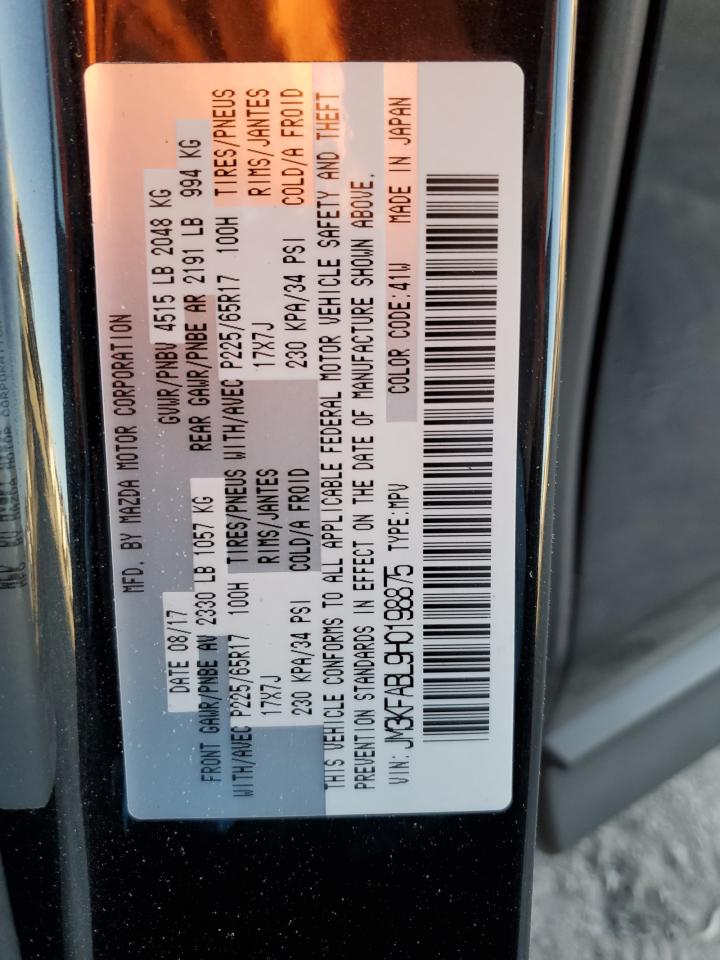 MFD. BY MAZDA MOTOR CORPORATION
DATE 08/17 GVWR/PNBV 4515 LB 2048 KG
FRONT GAWR/PNBE AV 2330 LB 1057 KG REAR GAWR/PNBE AR 2191 LB 994 KG
WITH/AVEC P225/65R17 100H TIRES/PNEUS WITH/AVEC P225/65R17 100H TIRES/PNEUS
17X7J RIMS/JANTES 17X7J RIMS/JANTES
230 KPA/34 PSI COLD/A FROID 230 KPA/34 PSI COLD/A FROID
THIS VEHICLE CONFORMS TO ALL APPLICABLE FEDERAL MOTOR VEHICLE SAFETY AND THEFT
PREVENTION STANDARDS IN EFFECT ON THE DATE OF MANUFACTURE SHOWN ABOVE.
VIN: JM3KFABL9H0198875 TYPE:MPV COLOR CODE:41W MADE IN JAPAN